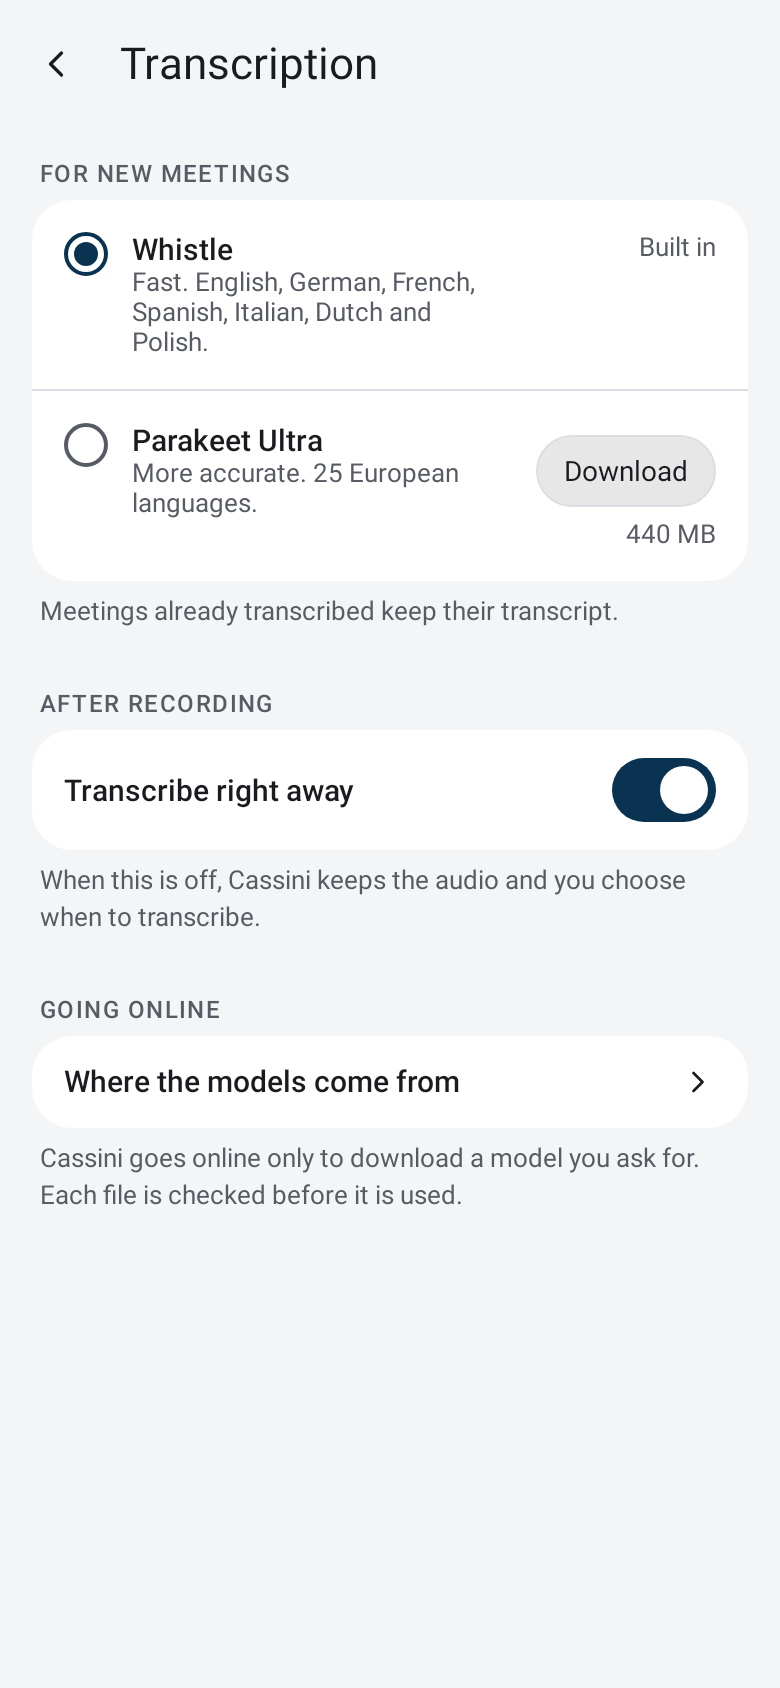 Transcription
FOR NEW MEETINGS
Whistle
Built in
Fast. English, German, French,
Spanish, Italian, Dutch and
Polish.
Parakeet Ultra
More accurate. 25 European
languages.
Download
440 MB
Meetings already transcribed keep their transcript.
AFTER RECORDING
Transcribe right away
When this is off, Cassini keeps the audio and you choose
when to transcribe.
GOING ONLINE
Where the models come from
Cassini goes online only to download a model you ask for.
Each file is checked before it is used.